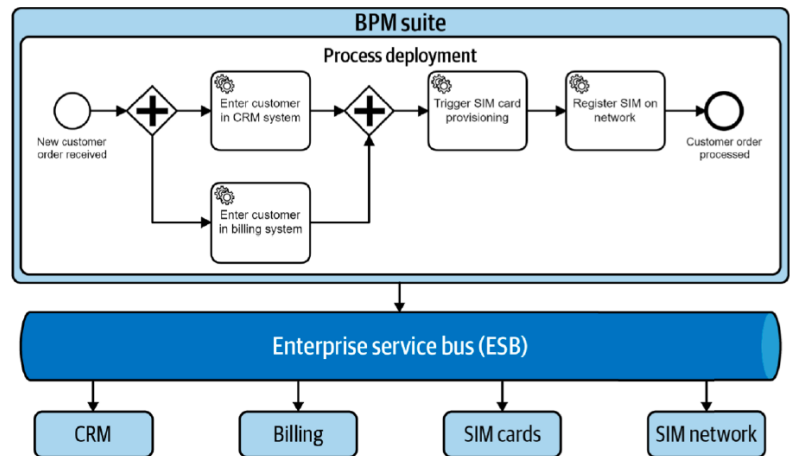 BPM suite
Process deployment
New customer
order received
Enter customer
in CRM system
Enter customer
in billing system
Trigger SIM card
provisioning
Register SIM on
network
Customer order
processed
Enterprise service bus (ESB)
CRM
Billing
SIM cards
SIM network